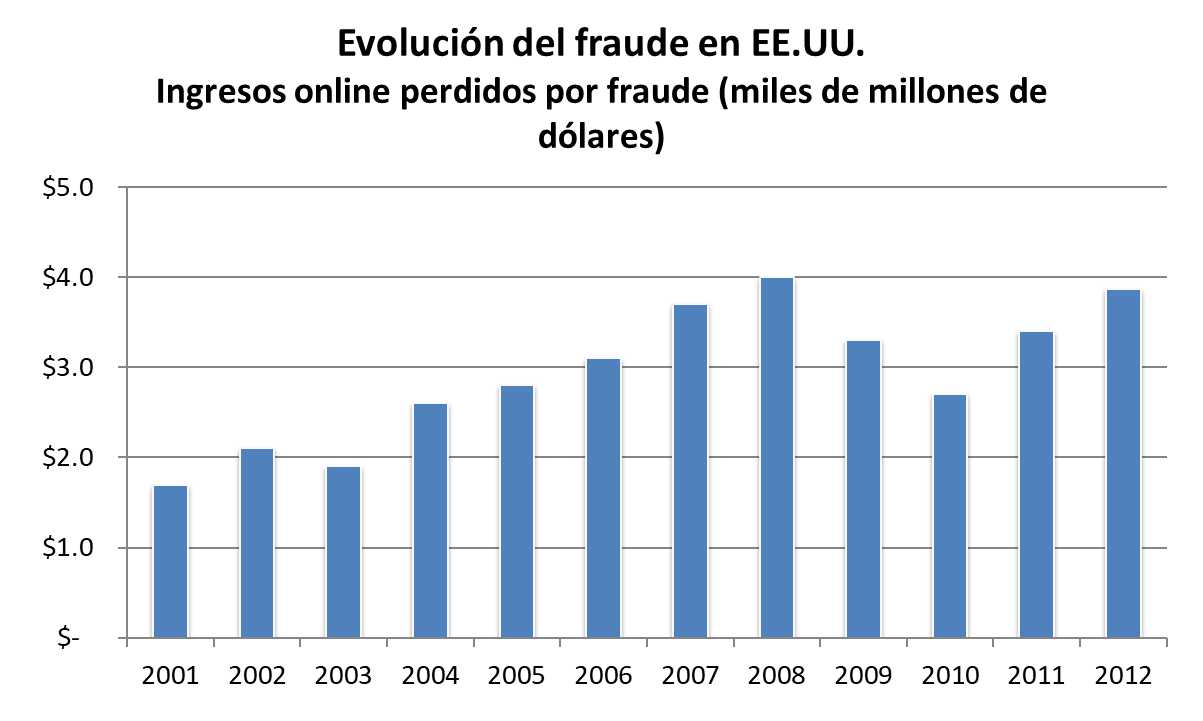 Evolución del fraude en EE.UU.
Ingresos online perdidos por fraude (miles de millones de
dólares)
$5.0
$4.0
$3.0
$2.0
$1.0
$-
2001 2002 2003 2004 2005 2006 2007 2008 2009 2010 2011 2012